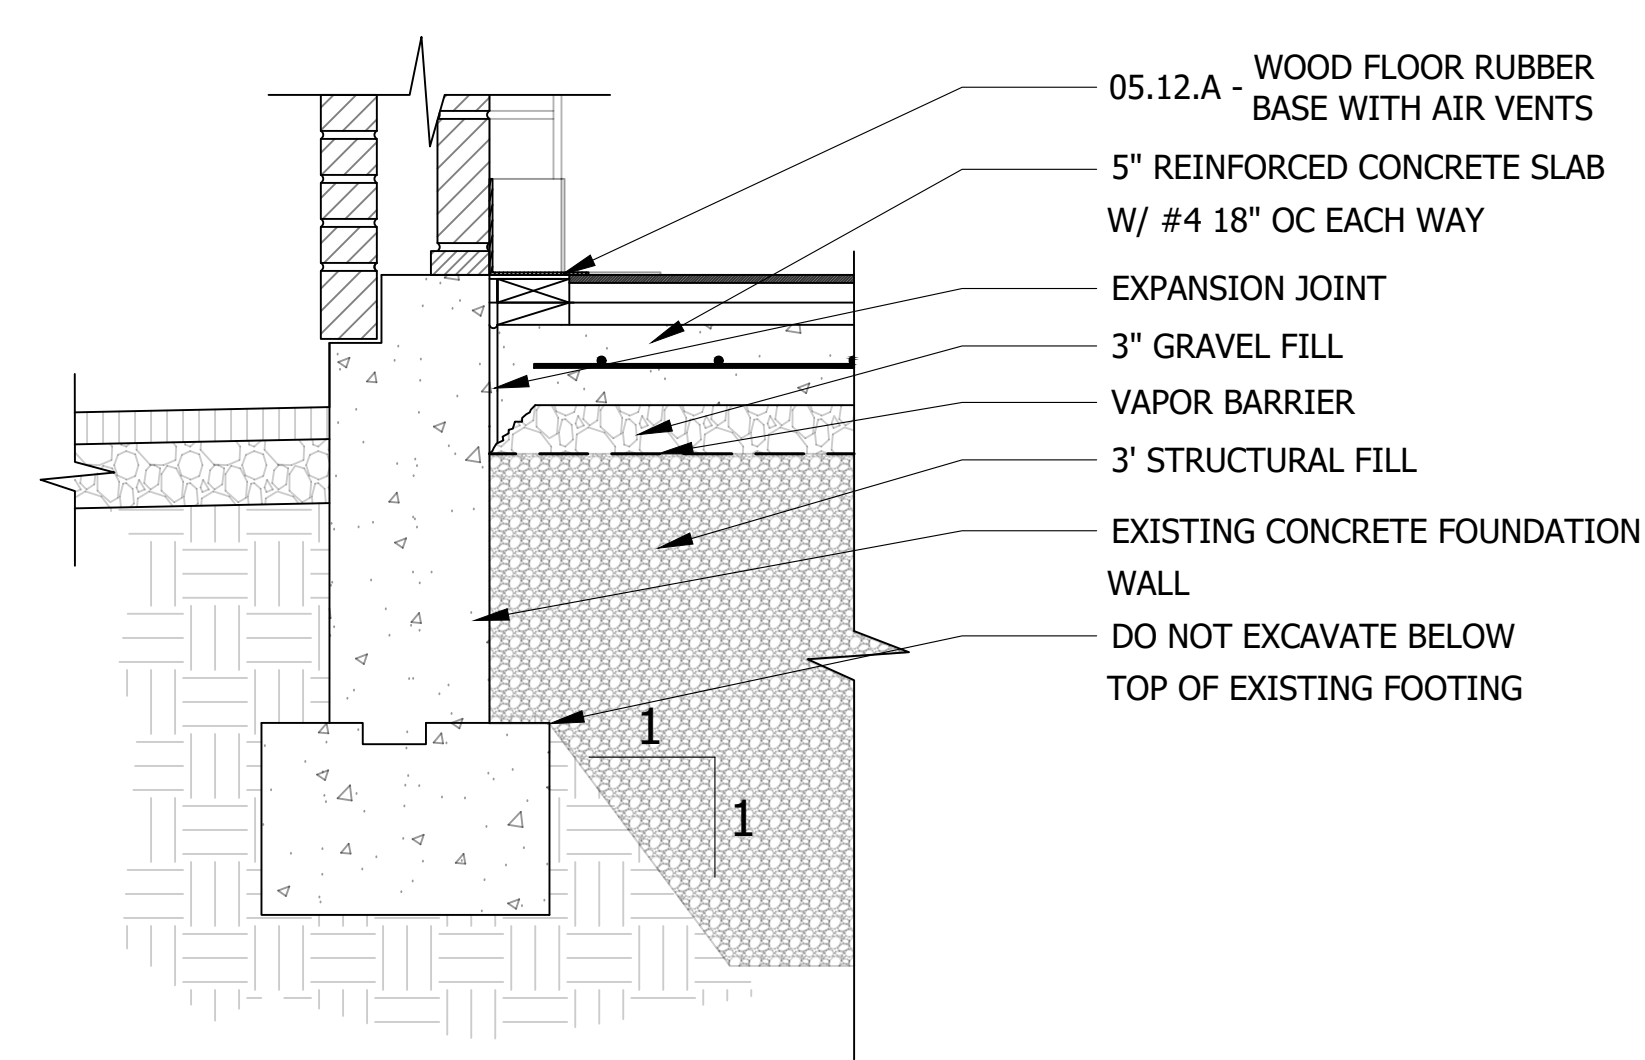 05.12.A - WOOD FLOOR RUBBER
BASE WITH AIR VENTS
5" REINFORCED CONCRETE SLAB
W/ #4 18" OC EACH WAY
EXPANSION JOINT
3" GRAVEL FILL
VAPOR BARRIER
3' STRUCTURAL FILL
EXISTING CONCRETE FOUNDATION
WALL
DO NOT EXCAVATE BELOW
TOP OF EXISTING FOOTING
1
1